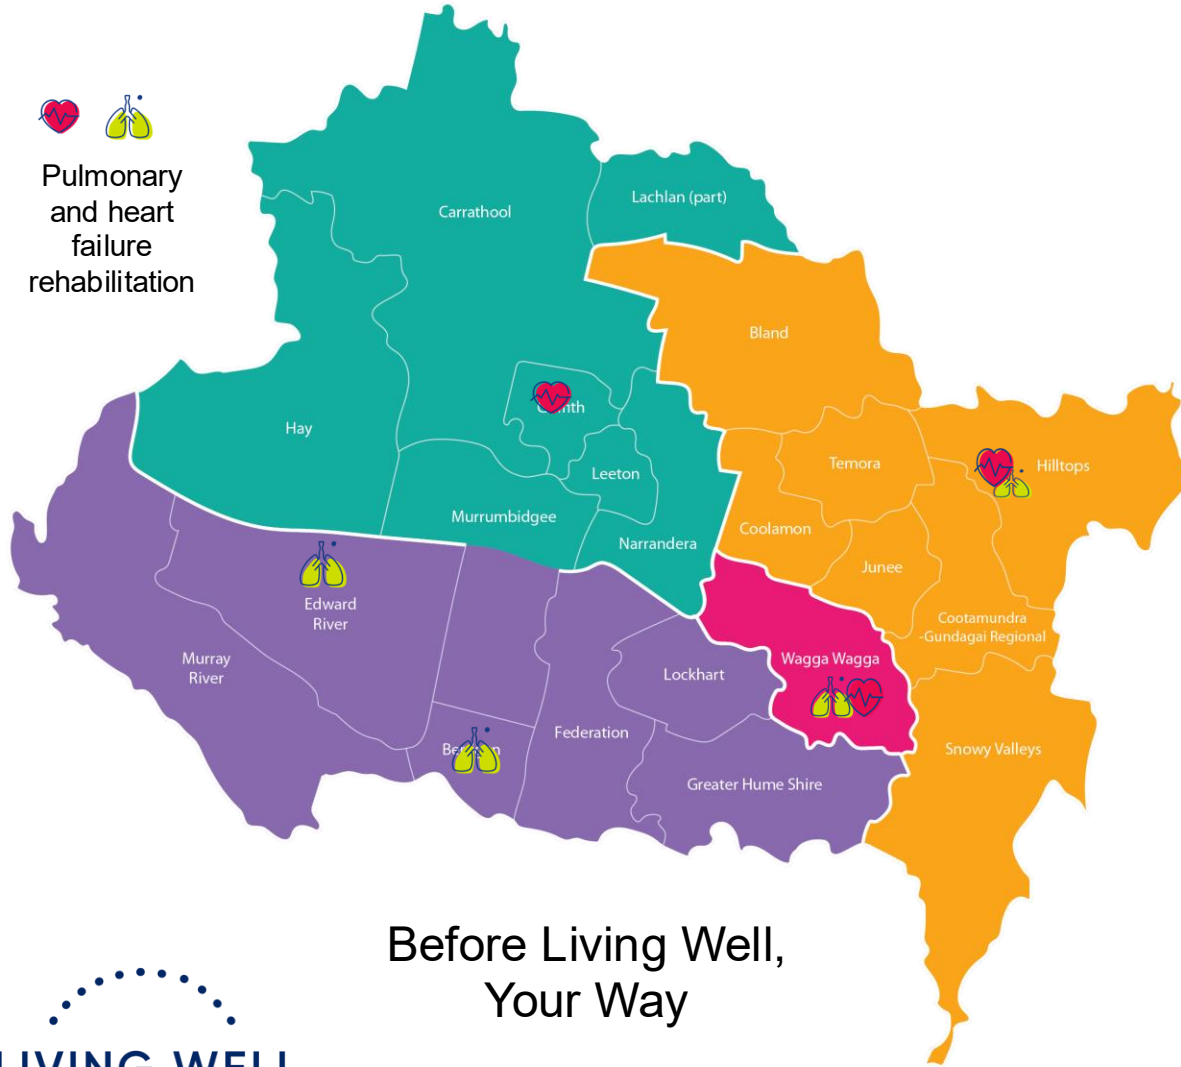 Pulmonary
and heart
failure
rehabilitation
Carrathool
Lachlan (part)
Bland
Hay
Leeton
Temora
Hilltops
Murrumbidgee
Coolamon
Narrandera
Junee
Edward
River
Cootamundra
-Gundagai Regional
Murray
River
Wagga Wagga
Lockhart
Federation
Snowy Valleys
Greater Hume Shire
Before Living Well,
Your Way
LIVING WELL